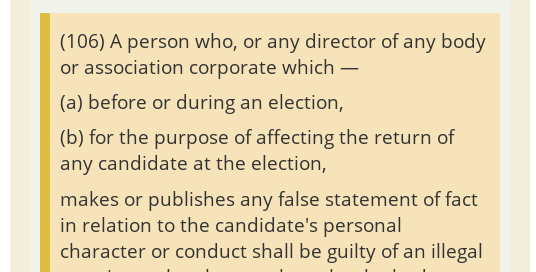 (106) A person who, or any director of any body
or association corporate which —
(a) before or during an election,
(b) for the purpose of affecting the return of
any candidate at the election,
makes or publishes any false statement of fact
in relation to the candidate's personal
character or conduct shall be guilty of an illegal